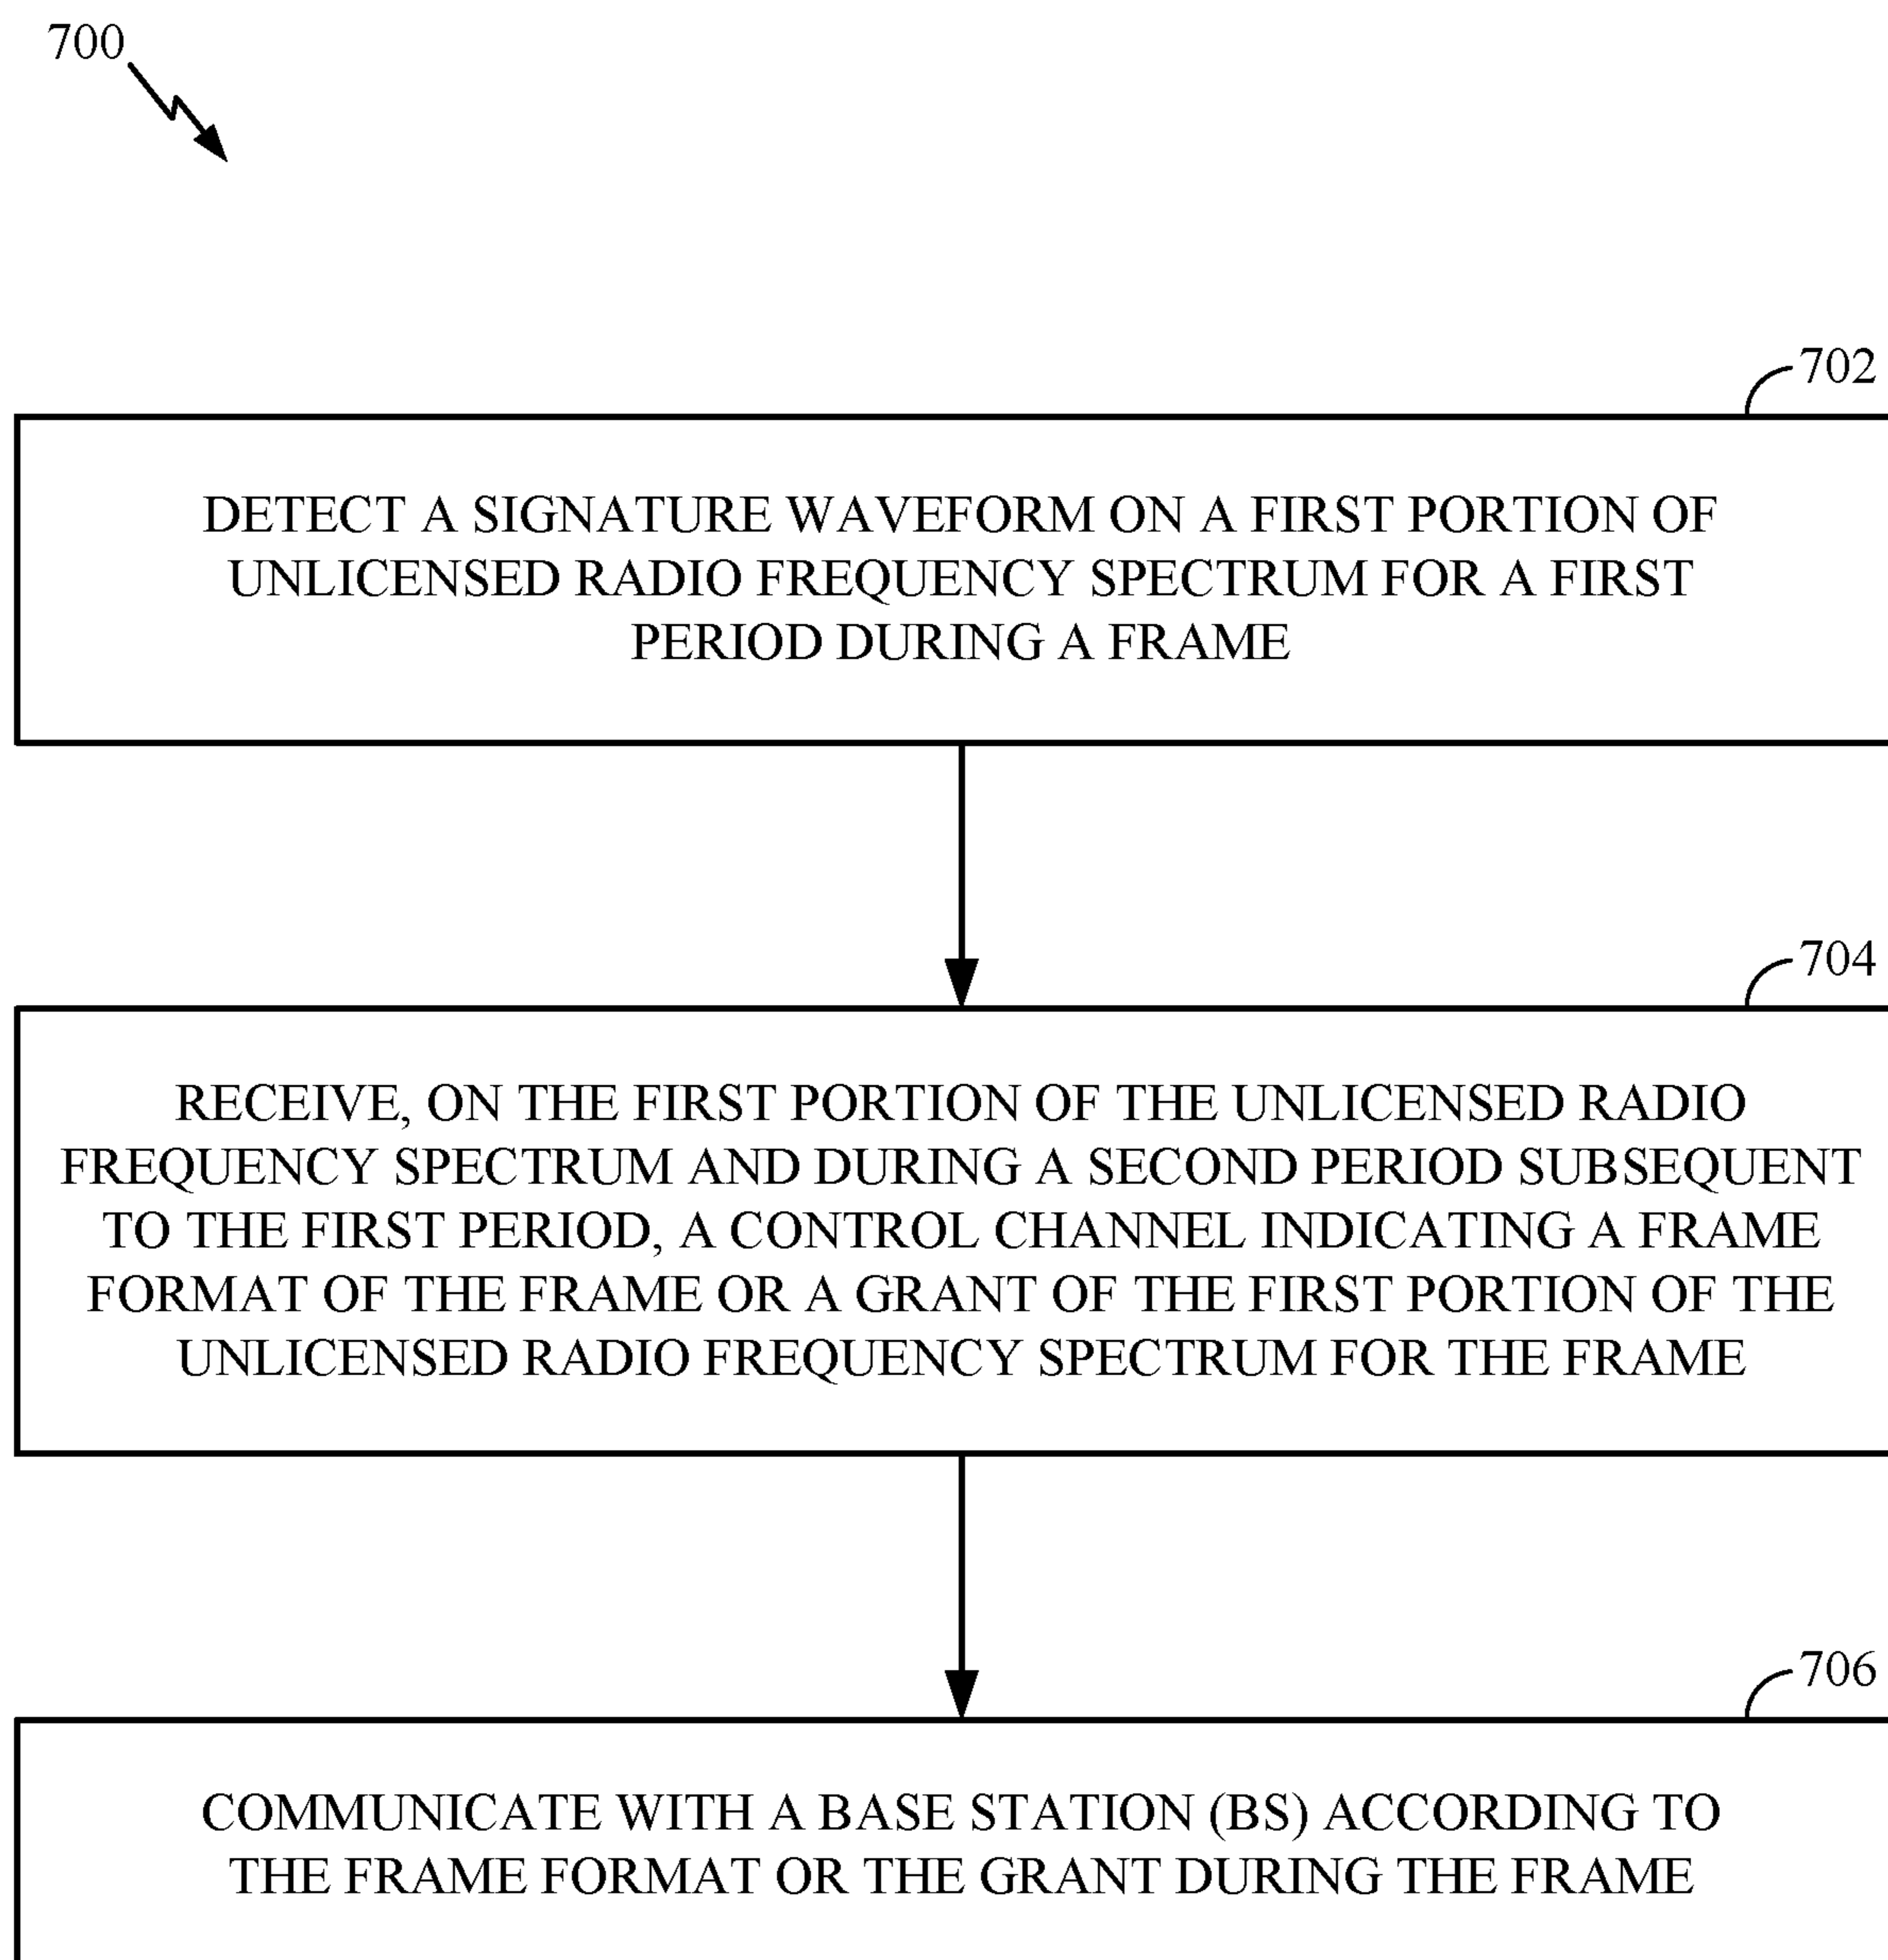 700
702
DETECT A SIGNATURE WAVEFORM ON A FIRST PORTION OF
UNLICENSED RADIO FREQUENCY SPECTRUM FOR A FIRST
PERIOD DURING A FRAME
704
RECEIVE, ON THE FIRST PORTION OF THE UNLICENSED RADIO
FREQUENCY SPECTRUM AND DURING A SECOND PERIOD SUBSEQUENT
TO THE FIRST PERIOD, A CONTROL CHANNEL INDICATING A FRAME
FORMAT OF THE FRAME OR A GRANT OF THE FIRST PORTION OF THE
UNLICENSED RADIO FREQUENCY SPECTRUM FOR THE FRAME
706
COMMUNICATE WITH A BASE STATION (BS) ACCORDING TO
THE FRAME FORMAT OR THE GRANT DURING THE FRAME